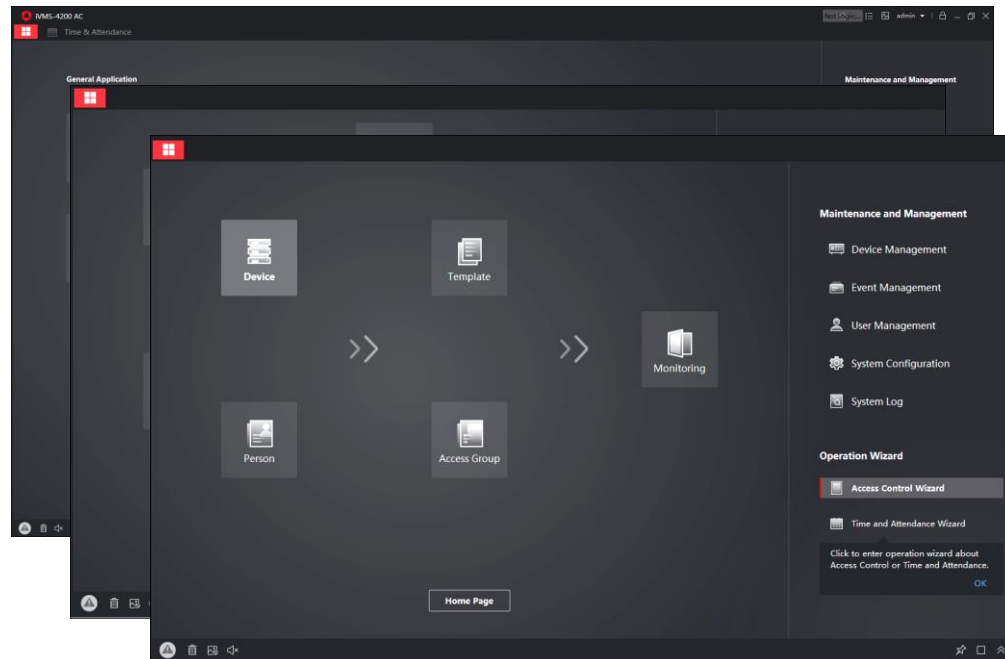 iVMS-4200 AC
admin
Time & Attendance
General Application
Maintenance and Management
Maintenance and Management
Device
Template
Device Management
Event Management
User Management
Monitoring
System Configuration
System Log
Person
Access Group
Operation Wizard
Access Control Wizard
Time and Attendance Wizard
Click to enter operation wizard about
Access Control or Time and Attendance.
OK
Home Page